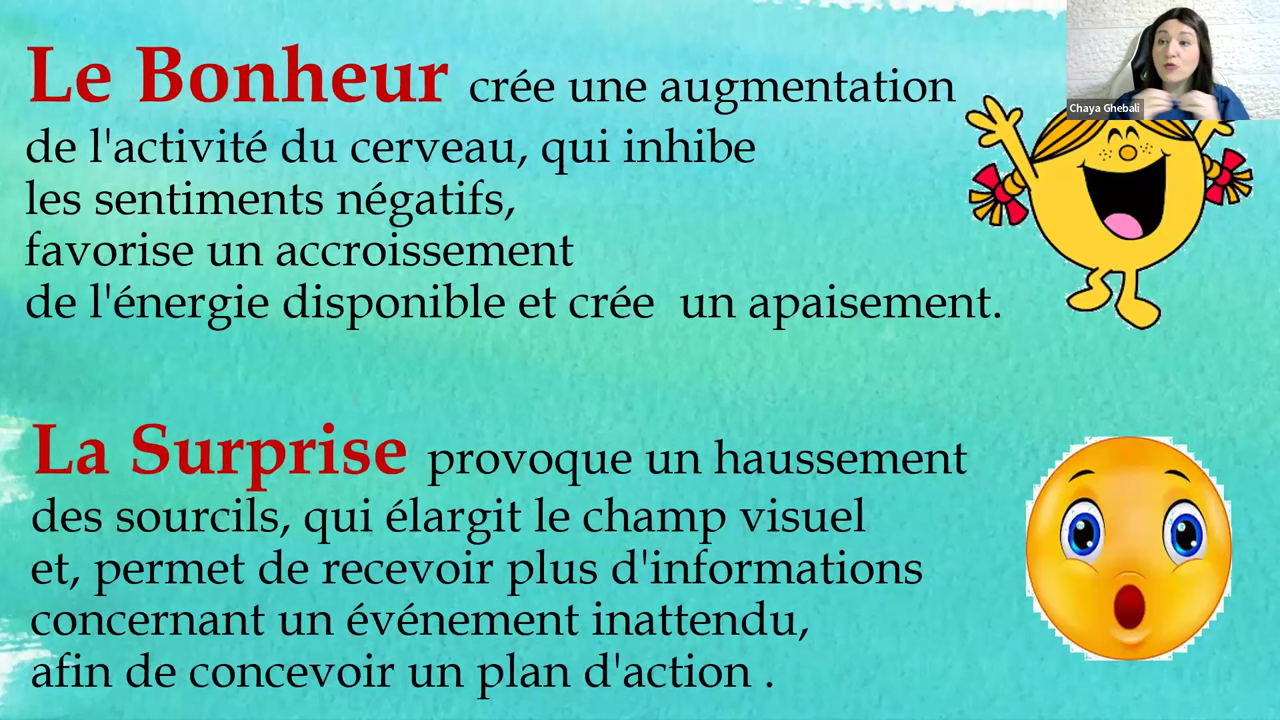 Le Bonheur crée une augmentation
de l'activité du cerveau, qui inhibe
les sentiments négatifs,
favorise un accroissement
de l'énergie disponible et crée  un apaisement.
Chaya Ghebali
La Surprise provoque un haussement
des sourcils, qui élargit le champ visuel
et, permet de recevoir plus d'informations
concernant un événement inattendu,
afin de concevoir un plan d'action .